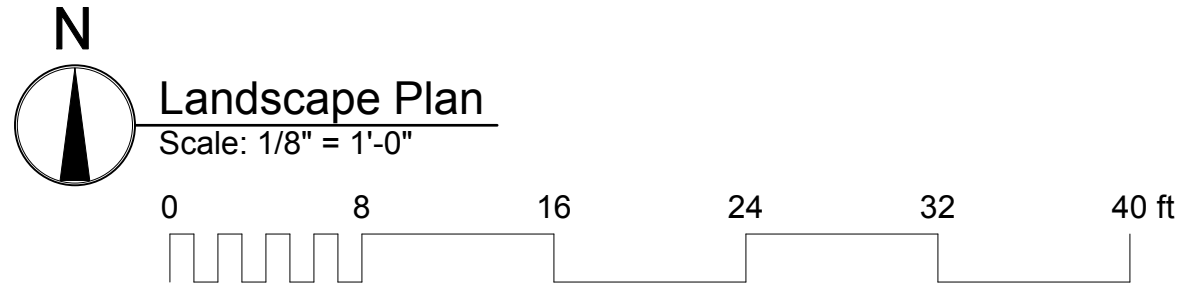 N
Landscape Plan
Scale: 1/8" = 1'-0"
0 8 16 24 32 40 ft